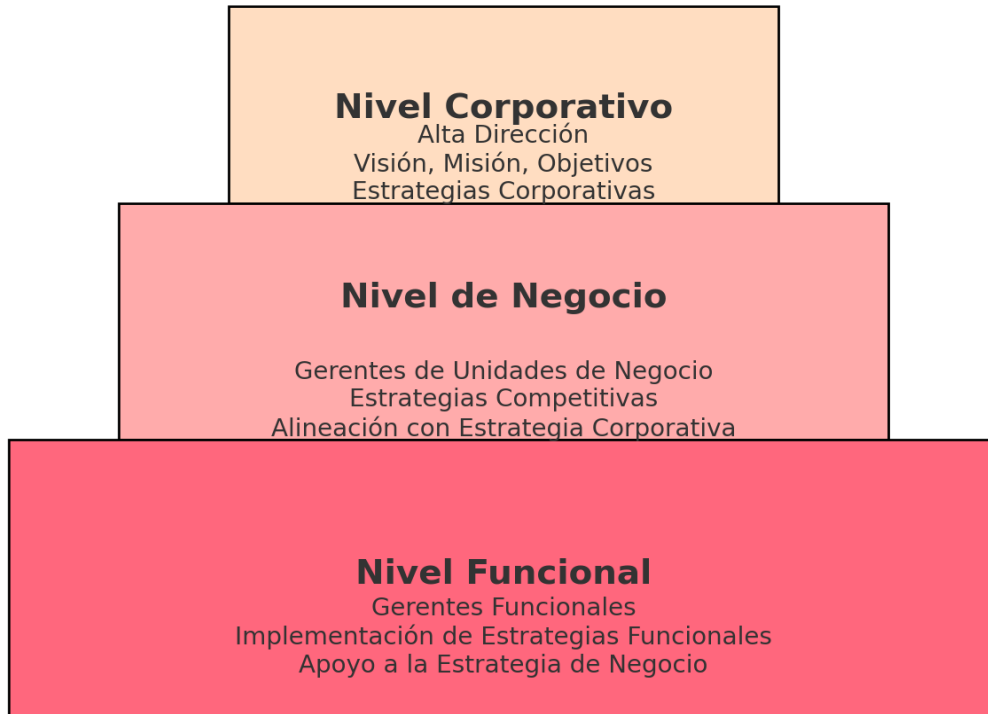 Nivel Corporativo
Alta Dirección
Visión, Misión, Objetivos
Estrategias Corporativas
Nivel de Negocio
Gerentes de Unidades de Negocio
Estrategias Competitivas
Alineación con Estrategia Corporativa
Nivel Funcional
Gerentes Funcionales
Implementación de Estrategias Funcionales
Apoyo a la Estrategia de Negocio